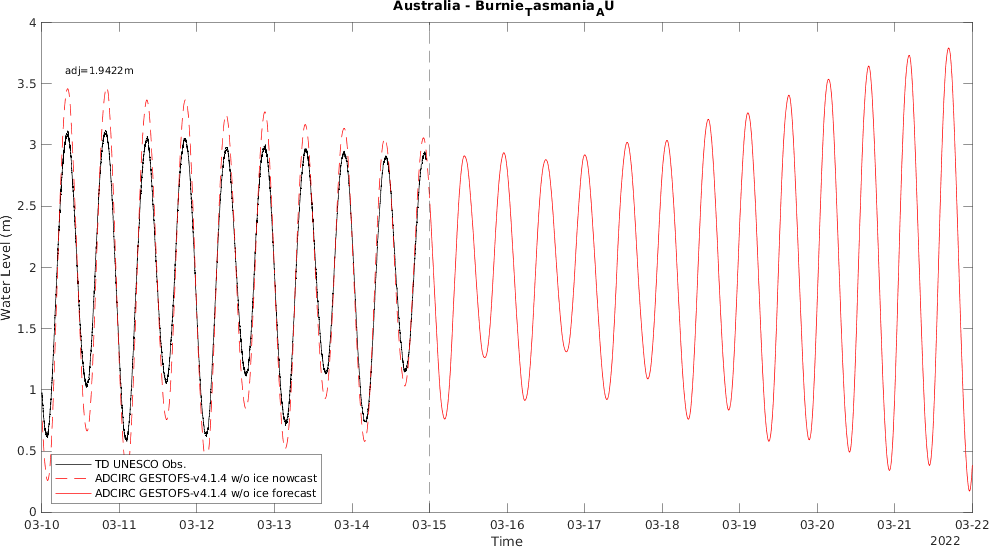 Australia - BurnieTasmaniaAU
adj=1.9422m
4
3.5
3
2.5
2
1.5
1
0.5
0
Water Level (m)
TD UNESCO Obs.
ADCIRC GESTOFS-v4.1.4 w/o ice nowcast
ADCIRC GESTOFS-v4.1.4 w/o ice forecast
03-10 03-11 03-12 03-13 03-14 03-15 03-16 03-17 03-18 03-19 03-20 03-21 03-22
Time
2022